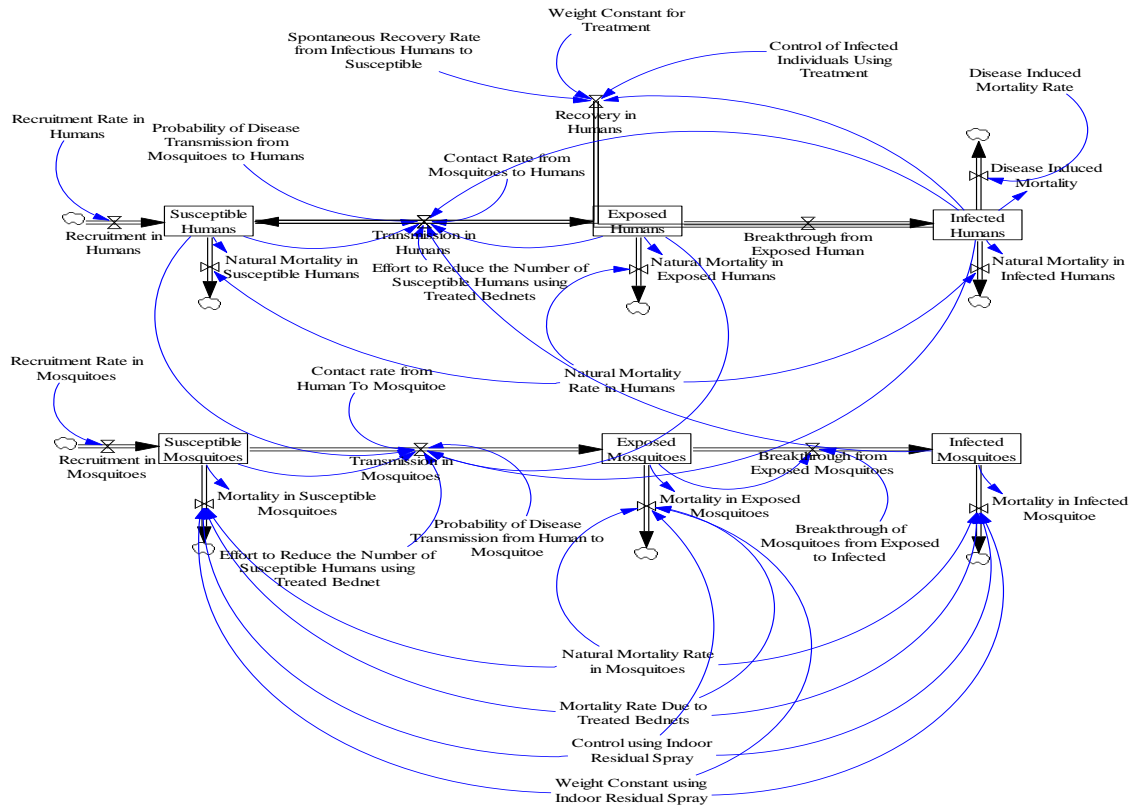 Weight Constant for
Treatment
Spontaneous Recovery Rate
from Infectious Humans to
Susceptible
Control of Infected
Individuals Using
Treatment
Disease Induced
Mortality Rate
Recruitment Rate in
Humans
Probability of Disease
Transmission from
Mosquitoes to Humans
Recovery in
Humans
Contact Rate from
Mosquitoes to Humans
Disease Induced
Mortality
Susceptible
Humans
Exposed
Humans
Infected
Humans
Recruitment in
Humans
Transmission in
Humans
Breakthrough from
Exposed Human
Natural Mortality in
Susceptible Humans
Effort to Reduce the Number of
Susceptible Humans using
Treated Bednets
Natural Mortality in
Exposed Humans
Natural Mortality in
Infected Humans
Recruitment Rate in
Mosquitoes
Contact rate from
Human To Mosquitoe
Natural Mortality
Rate in Humans
Susceptible
Mosquitoes
Exposed
Mosquitoes
Infected
Mosquitoes
Recruitment in
Mosquitoes
Transmission in
Mosquitoes
Breakthrough from
Exposed Mosquitoes
Mortality in Susceptible
Mosquitoes
Mortality in Exposed
Mosquitoes
Mortality in Infected
Mosquitoe
Effort to Reduce the Number of
Susceptible Humans using
Treated Bednet
Probability of Disease
Transmission from Human to
Mosquitoe
Breakthrough of
Mosquitoes from Exposed
to Infected
Natural Mortality Rate
in Mosquitoes
Mortality Rate Due to
Treated Bednets
Control using Indoor
Residual Spray
Weight Constant using
Indoor Residual Spray